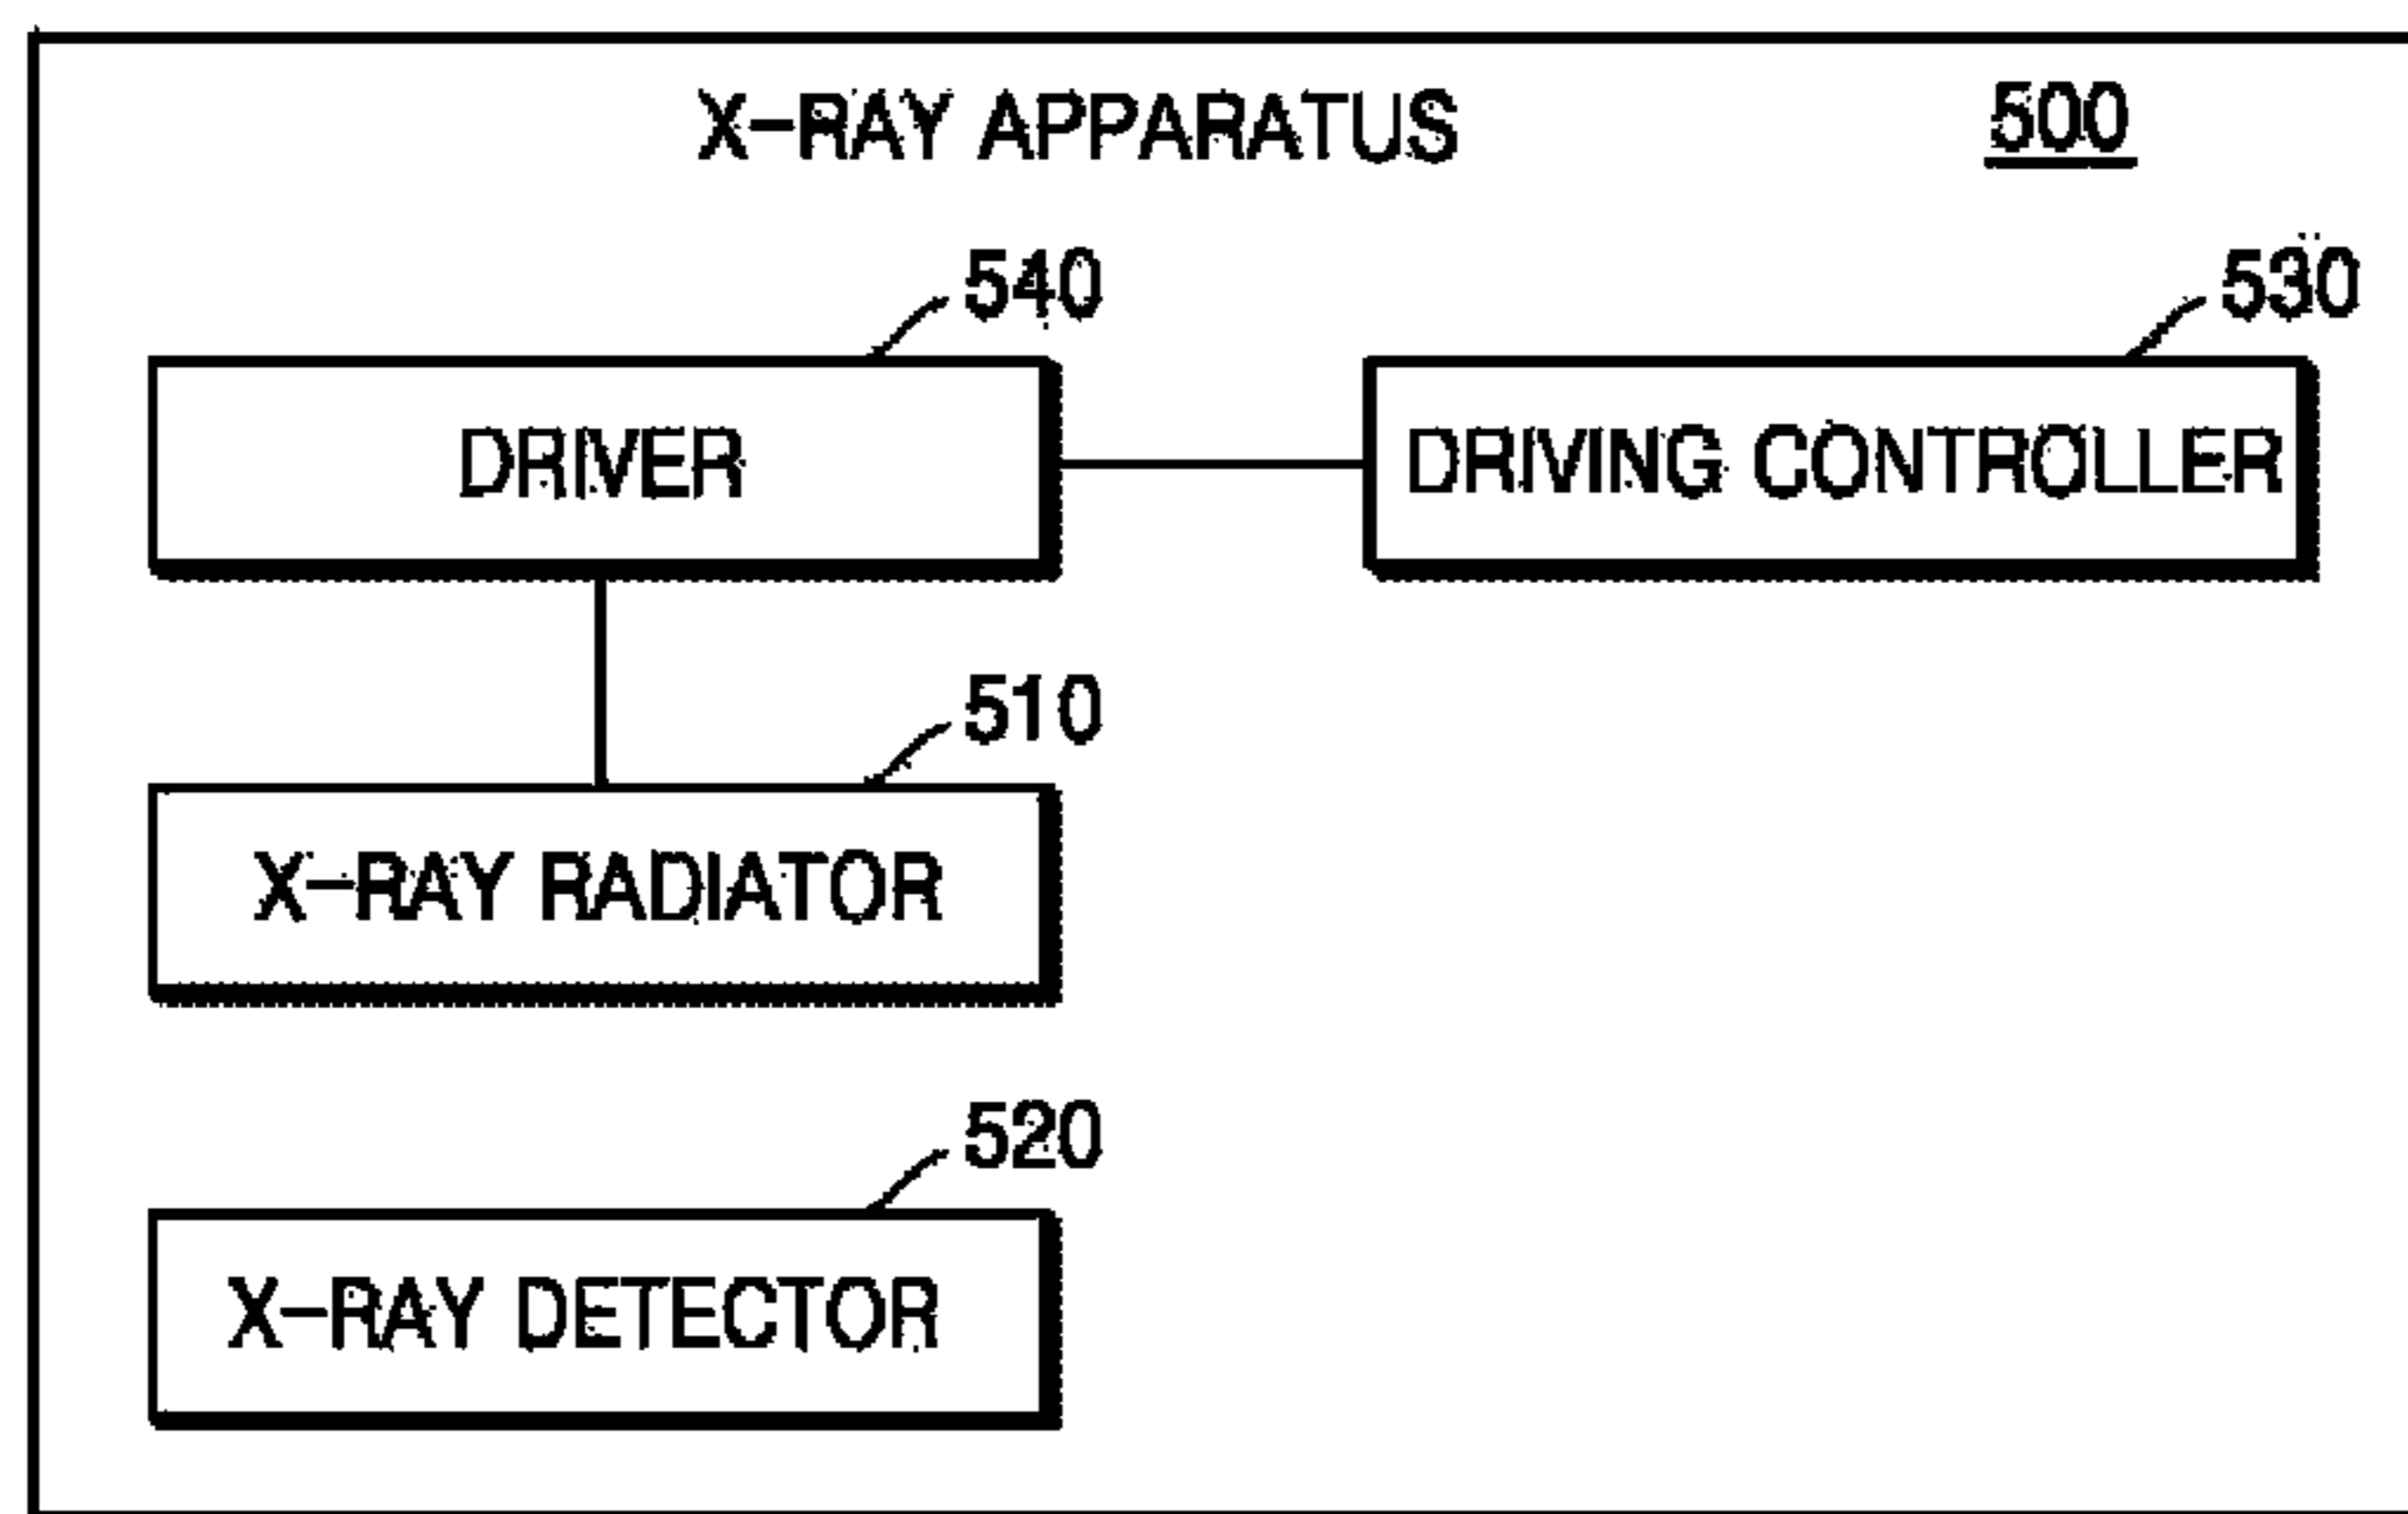 X-RAY APPARATUS 500
540 530
DRIVER DRIVING CONTROLLER
510
X-RAY RADIATOR
520
X-RAY DETECTOR